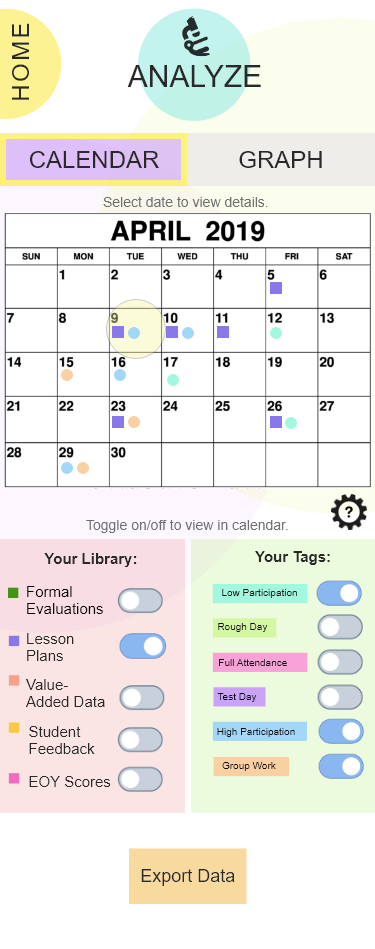 HOME
ANALYZE
CALENDAR GRAPH
Select date to view details.
APRIL 2019
SUN MON TUE WED THU FRI SAT
1 2 3 4 5 6
7 8 9 10 11 12 13
14 15 16 17 18 19 20
21 22 23 24 25 26 27
28 29 30
?
Toggle on/off to view in calendar.
Your Library:
Formal
Evaluations
Lesson
Plans
Value-
Added Data
Student
Feedback
EOY Scores
Your Tags:
Low Participation
Rough Day
Full Attendance
Test Day
High Participation
Group Work
Export Data